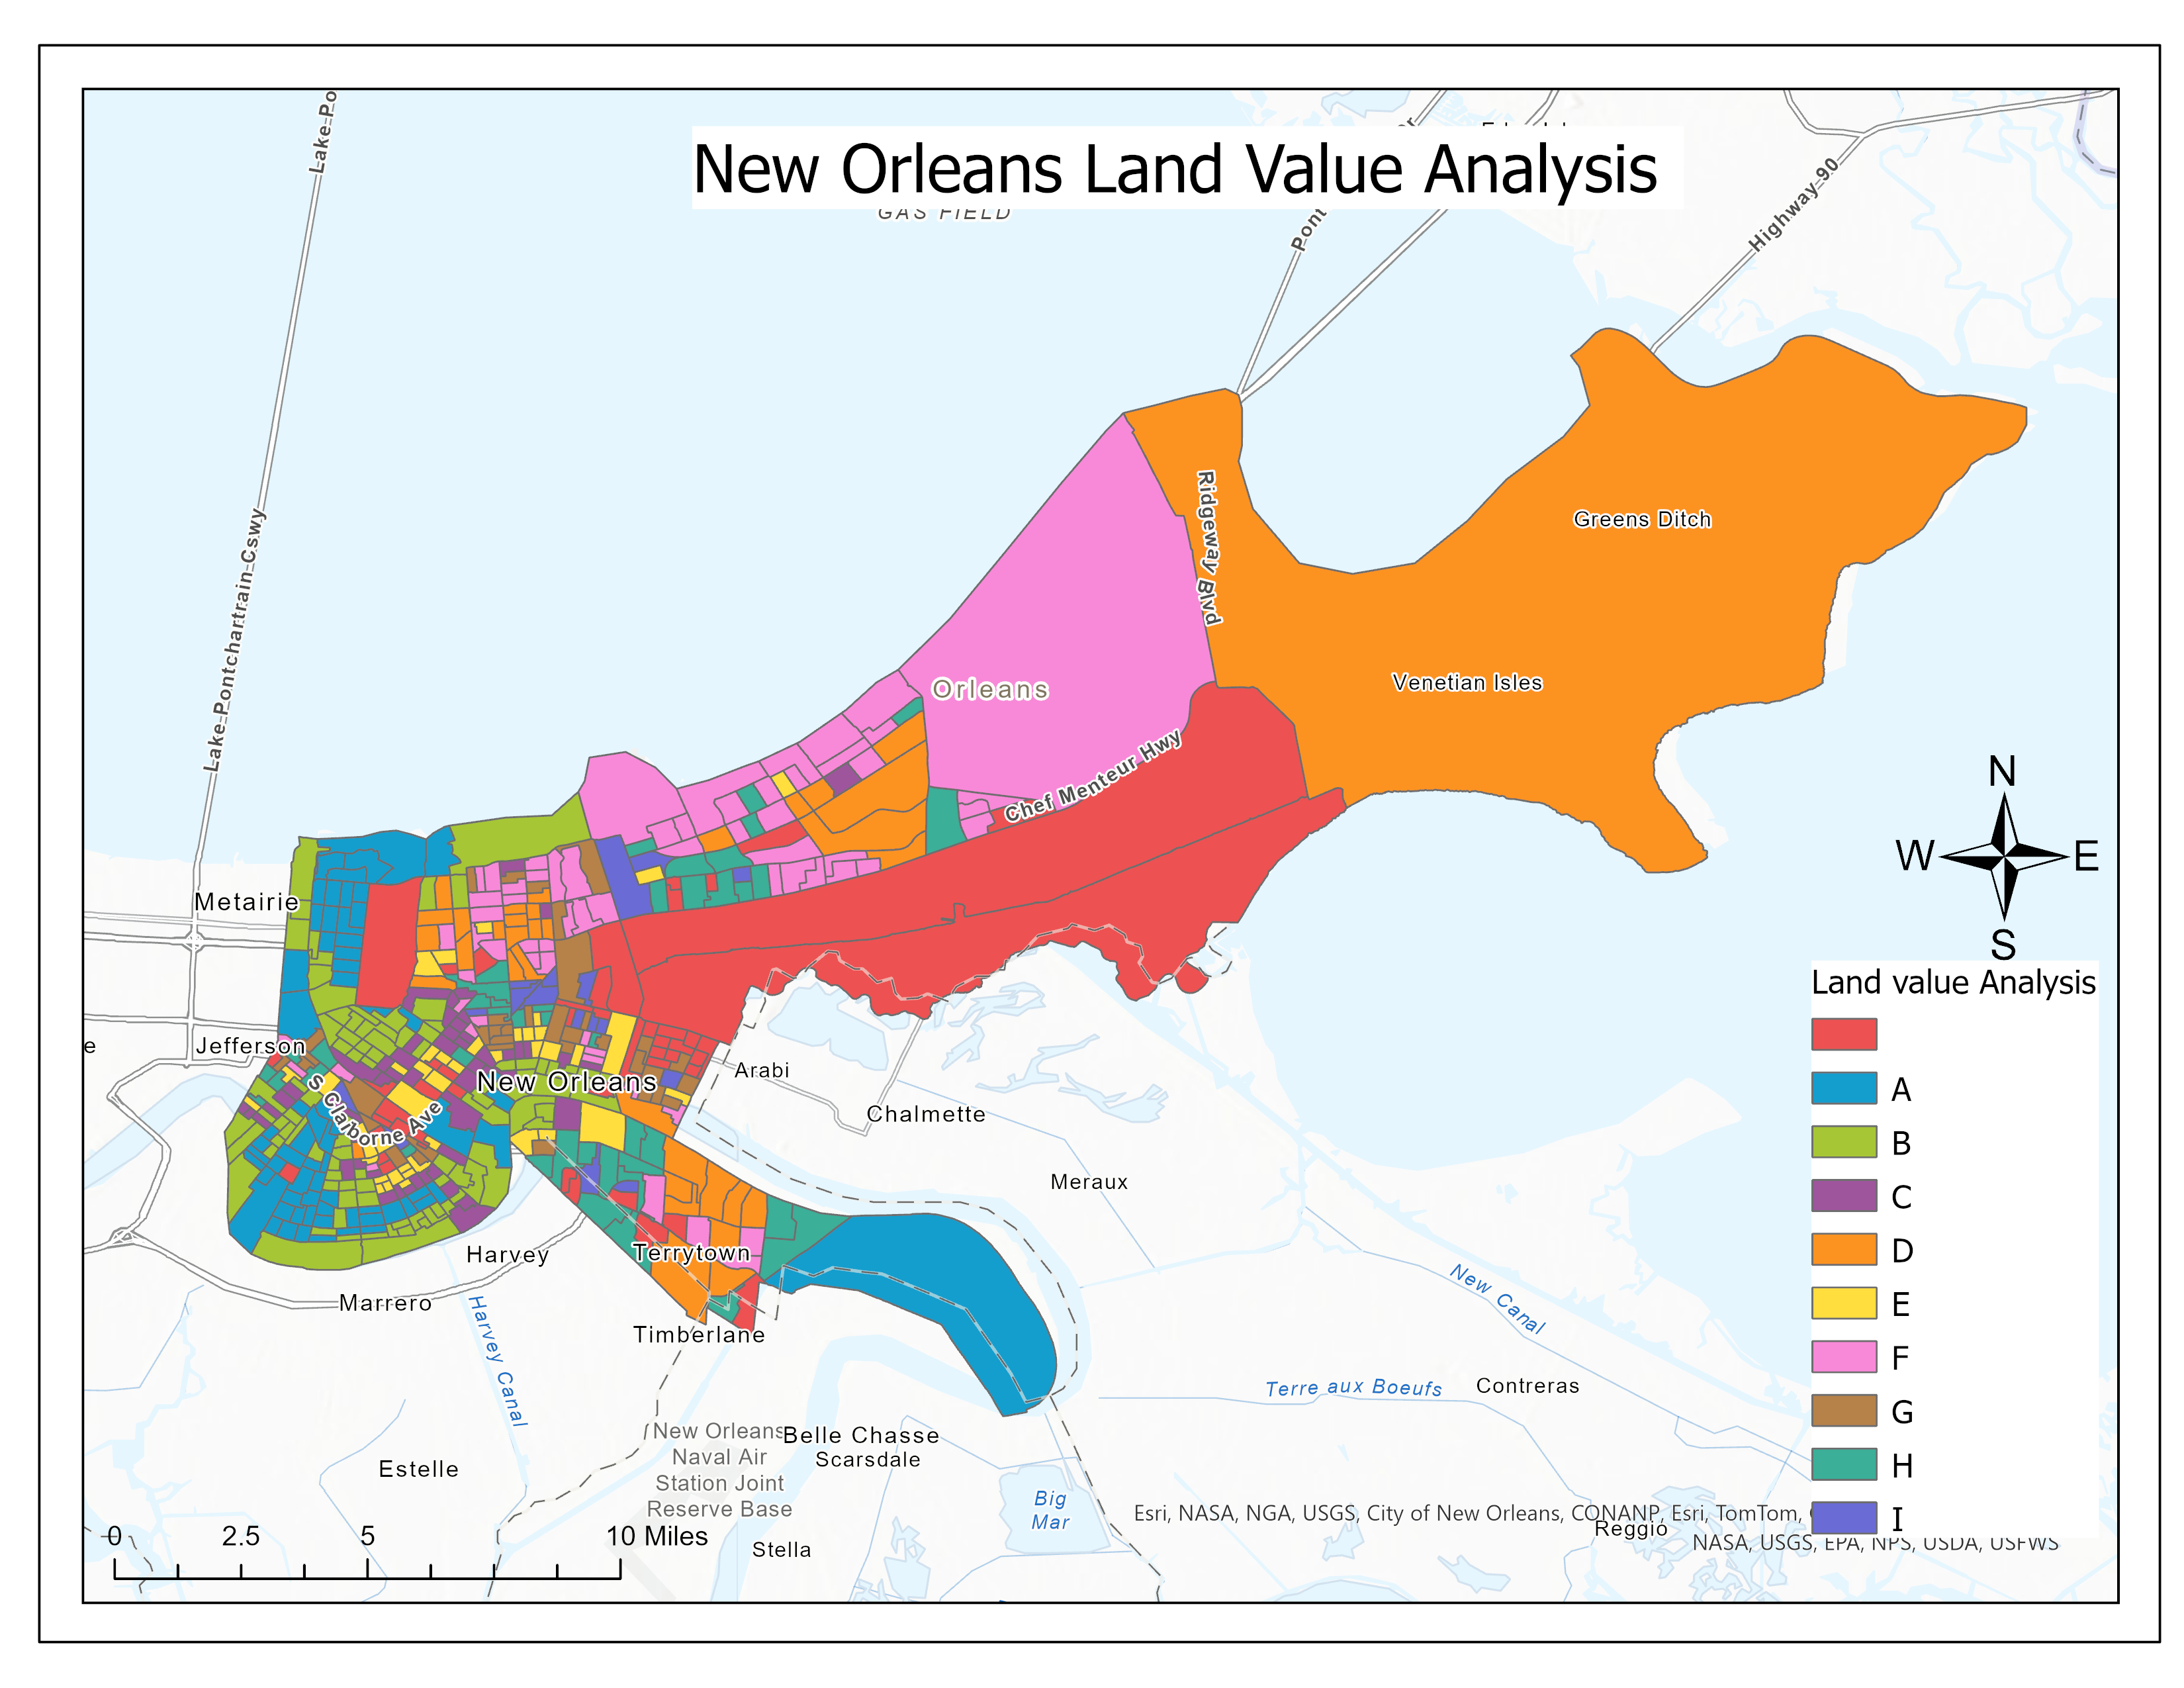 New Orleans Land Value Analysis
GAS FIELD
Highway 90
Lake Pontchartrain Cswy
Ridgeway Blvd
Greens Ditch
Orleans
Venetian Isles
Chef Menteur Hwy
N
W
E
S
Metairie
Jefferson
New Orleans
S Claiborne Ave
Arabi
Chalmette
Meraux
Harvey
Terrytown
Marrero
Timberlane
Harvey Canal
New Canal
Terre aux Boeufs
Contreras
New Orleans
Naval Air
Station Joint
Reserve Base
Belle Chasse
Scarsdale
Estelle
Big
Mar
Stella
Reggio
0 2.5 5 10 Miles
Land value Analysis
A
B
C
D
E
F
G
H
I
Esri, NASA, NGA, USGS, City of New Orleans, CONANP, Esri, TomTom,
NASA, USGS, EPA, NPS, USDA, USFWS